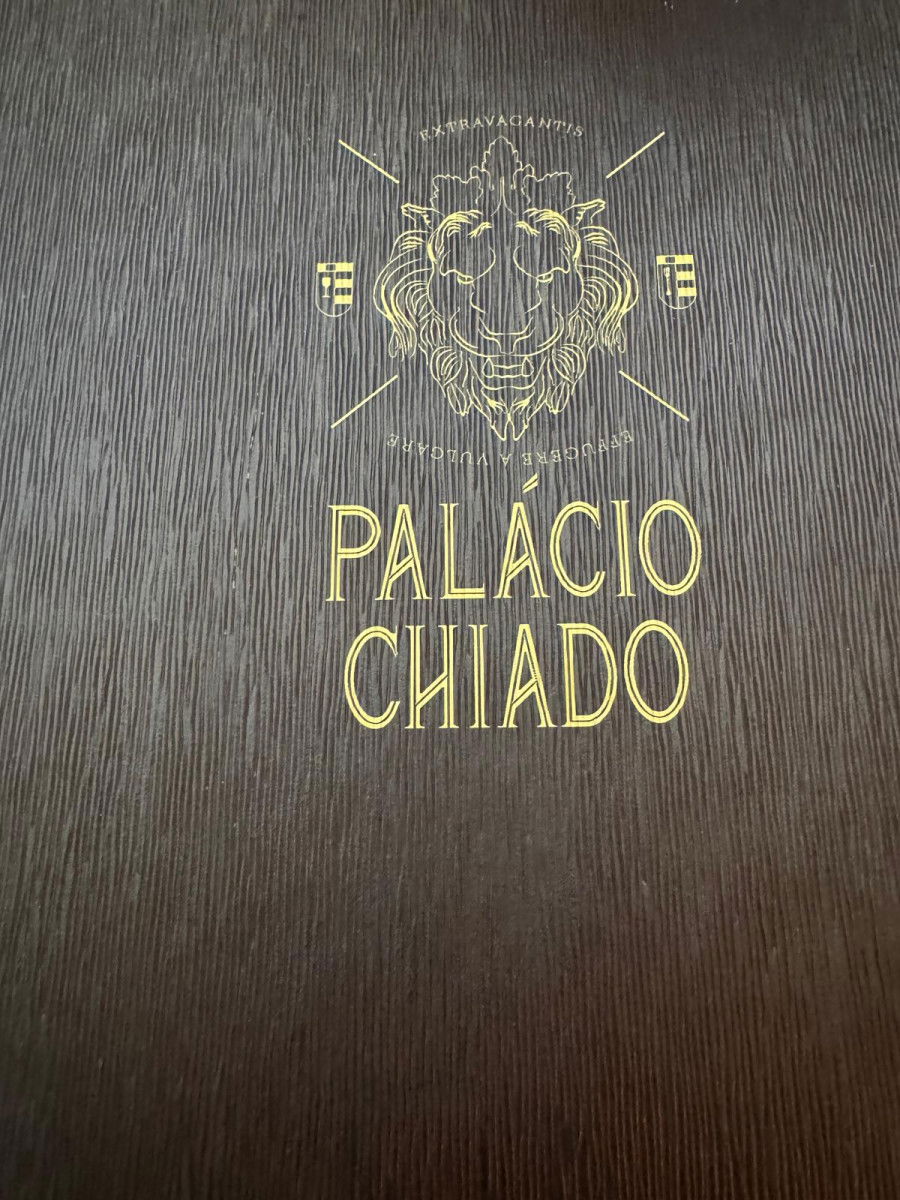 EXTRAVAGANTIS
EFFUGERE A VULGARE
PALÁCIO
CHIADO